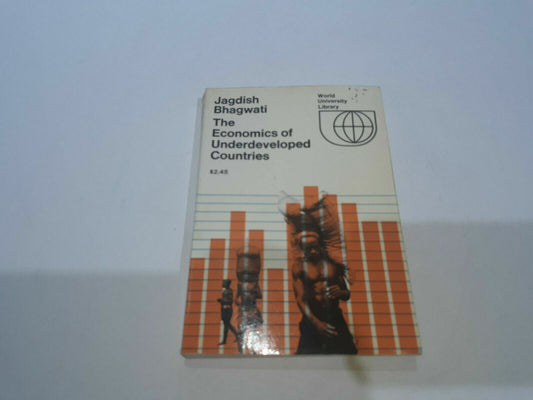 Jagdish
Bhagwati
The
Economics of
Underdeveloped
Countries
$2.45
World
University
Library